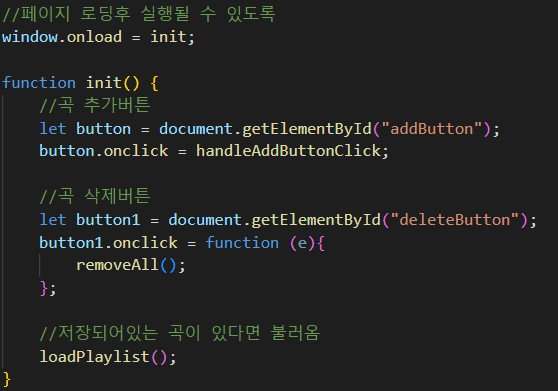 //페이지 로딩후 실행될 수 있도록
window.onload = init;
function init() {
//곡 추가버튼
let button = document.getElementById("addButton");
button.onclick = handleAddButtonClick;
//곡 삭제버튼
let button1 = document.getElementById("deleteButton");
button1.onclick = function (e){
removeAll();
};
//저장되어있는 곡이 있다면 불러옴
loadPlaylist();
}